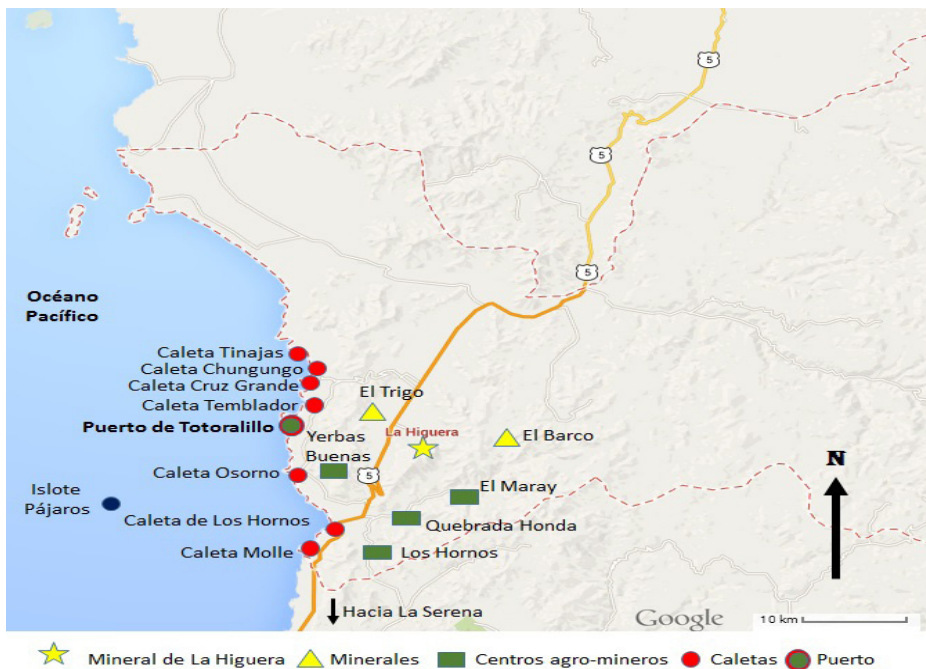 5
5
5
Océano
Pacífico
Caleta Tinajas
Caleta Chungungo
Caleta Cruz Grande
El Trigo
Caleta Temblador
Puerto de Totoralillo
La Higuera
Yerbas
Buenas
El Barco
N
Caleta Osorno
5
El Maray
Islote
Pájaros
Caleta de Los Hornos
Quebrada Honda
Caleta Molle
Los Hornos
Hacia La Serena
Google
10 km
Mineral de La Higuera
Minerales
Centros agro-mineros
Caletas
Puerto